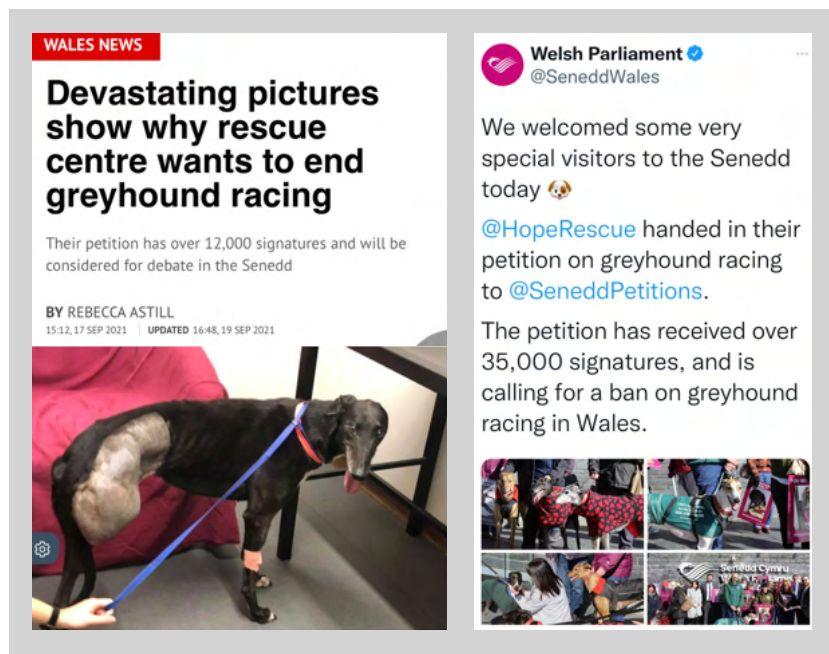 WALES NEWS
Devastating pictures
show why rescue
centre wants to end
greyhound racing
Their petition has over 12,000 signatures and will be
considered for debate in the Senedd
BY REBECCA ASTILL
15:12, 17 SEP 2021 UPDATED 16:48, 19 SEP 2021
Welsh Parliament
@SeneddWales
We welcomed some very
special visitors to the Senedd
today
@HopeRescue handed in their
petition on greyhound racing
to @SeneddPetitions.
The petition has received over
35,000 signatures, and is
calling for a ban on greyhound
racing in Wales.
Senedd Cymru